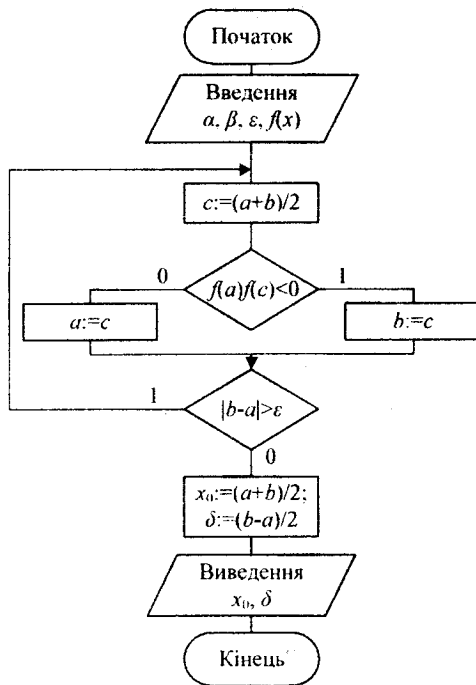 Початок
Введення
α, β, ε, f(x)
c:=(a+b)/2
0
f(a)f(c)<0
1
a:=c
b:=c
1
|b-a|>ε
0
x₀:=(a+b)/2;
δ:=(b-a)/2
Виведення
x₀, δ
Кінець